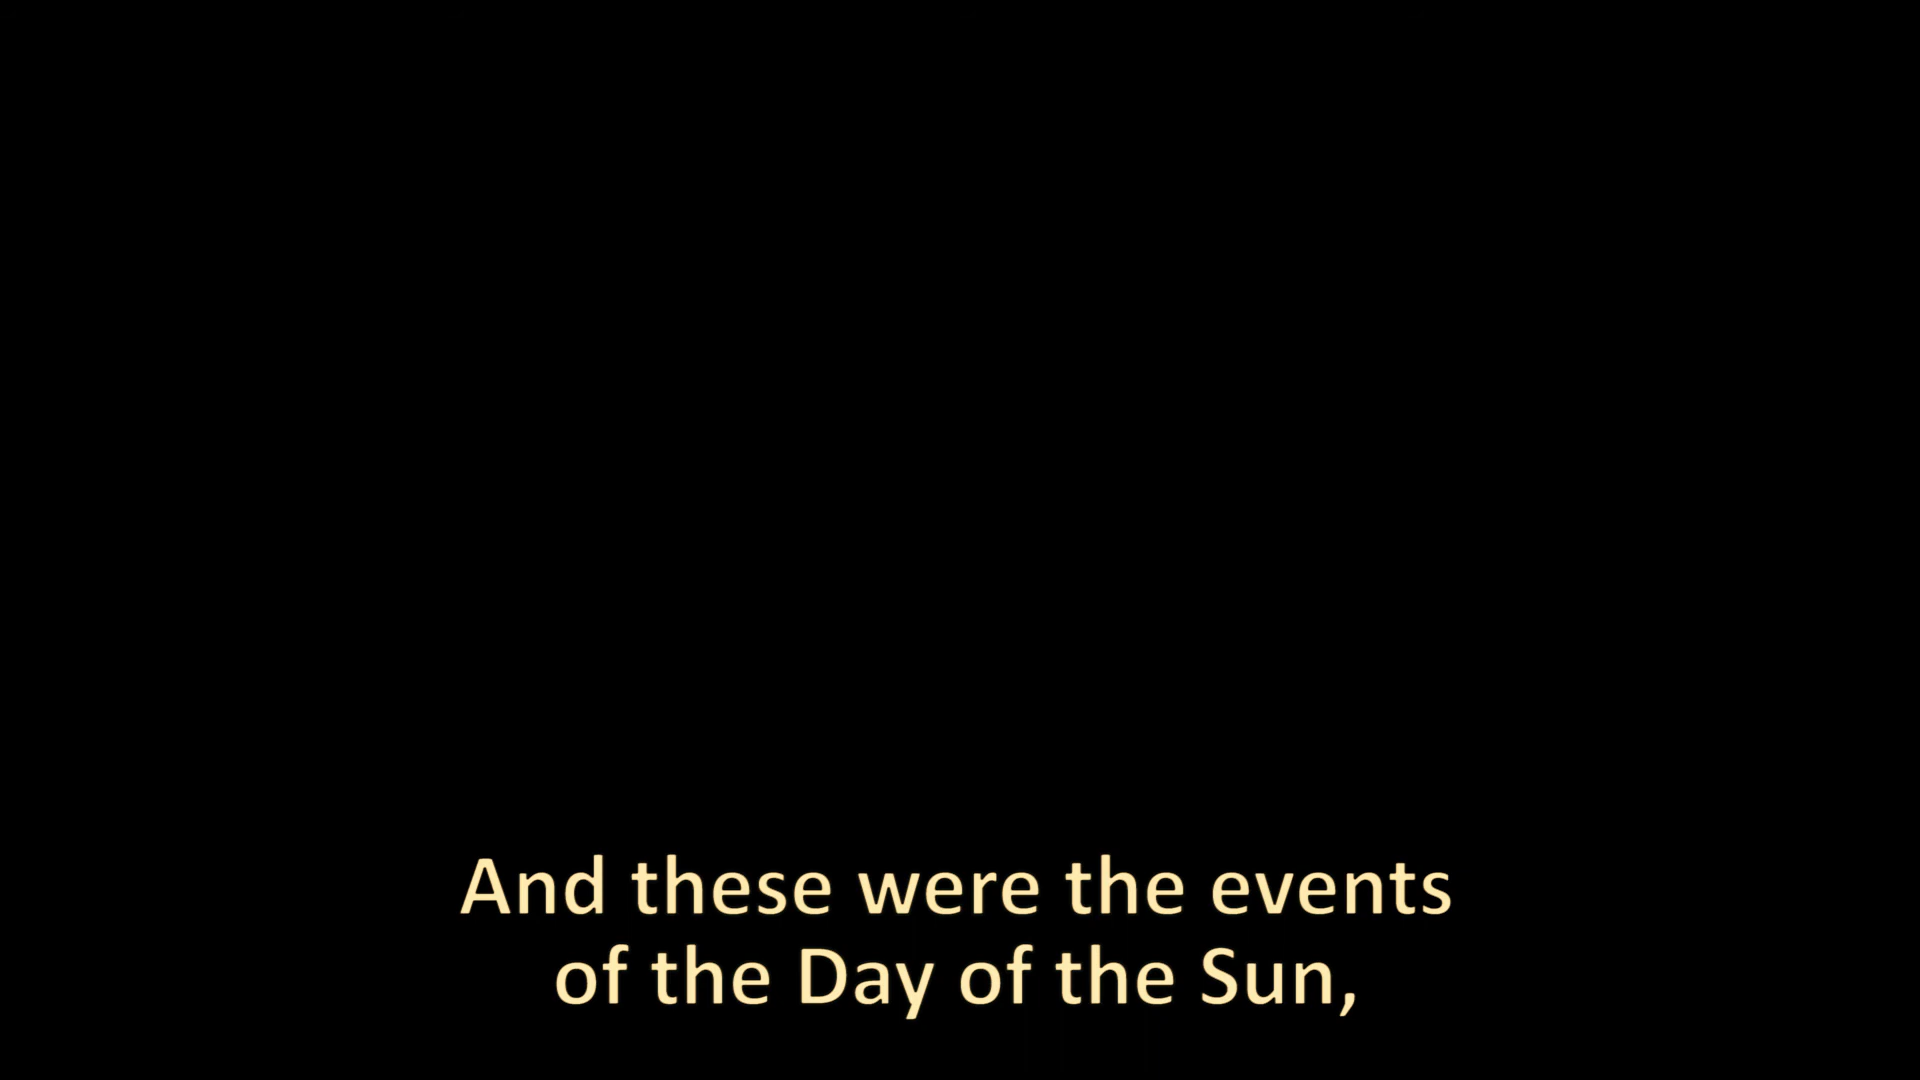 And these were the events
of the Day of the Sun,